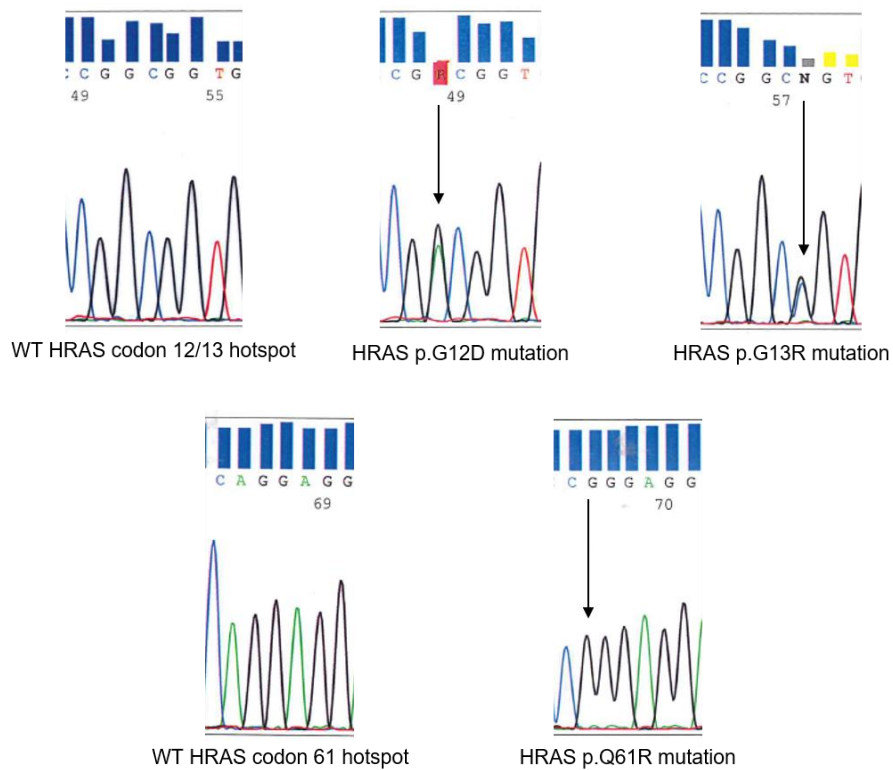 C C G G C G G T G
49 55
WT HRAS codon 12/13 hotspot
C G R C G G T
49
HRAS p.G12D mutation
C C G G C N G T
57
HRAS p.G13R mutation
C A G G A G G
69
WT HRAS codon 61 hotspot
C G G G A G G
70
HRAS p.Q61R mutation